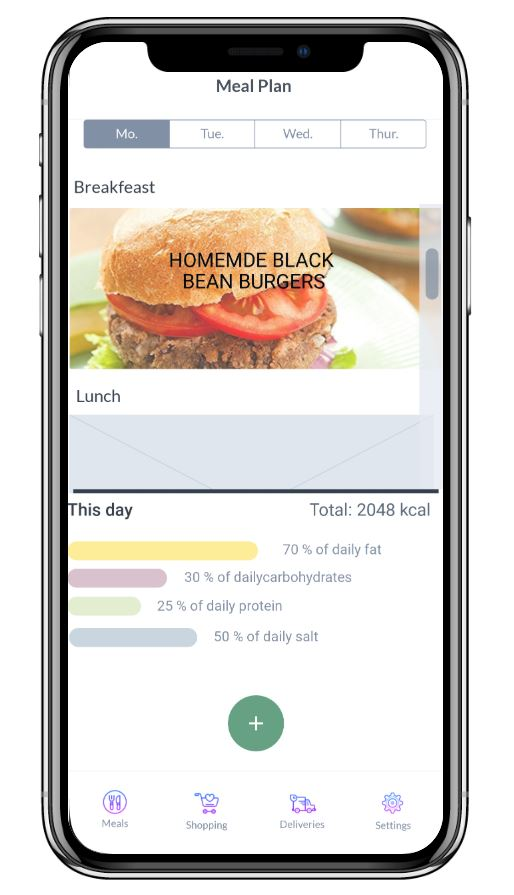 Meal Plan
Mo. Tue. Wed. Thur.
Breakfeast
HOMEMDE BLACK
BEAN BURGERS
Lunch
This day Total: 2048 kcal
70 % of daily fat
30 % of dailycarbohydrates
25 % of daily protein
50 % of daily salt
+
Meals Shopping Deliveries Settings